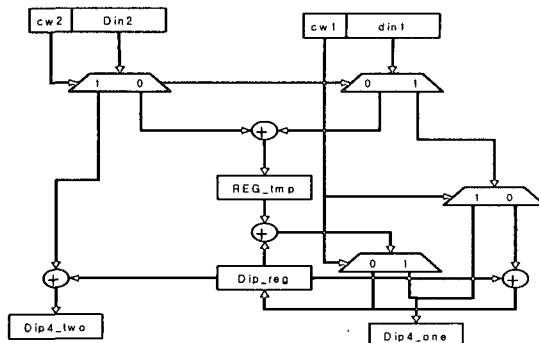 cw2 Din2 cw1 din1
1 0 0 1
+
REG_tmp
1 0
+
0 1
+ Dip_reg +
Dip4_two
Dip4_one